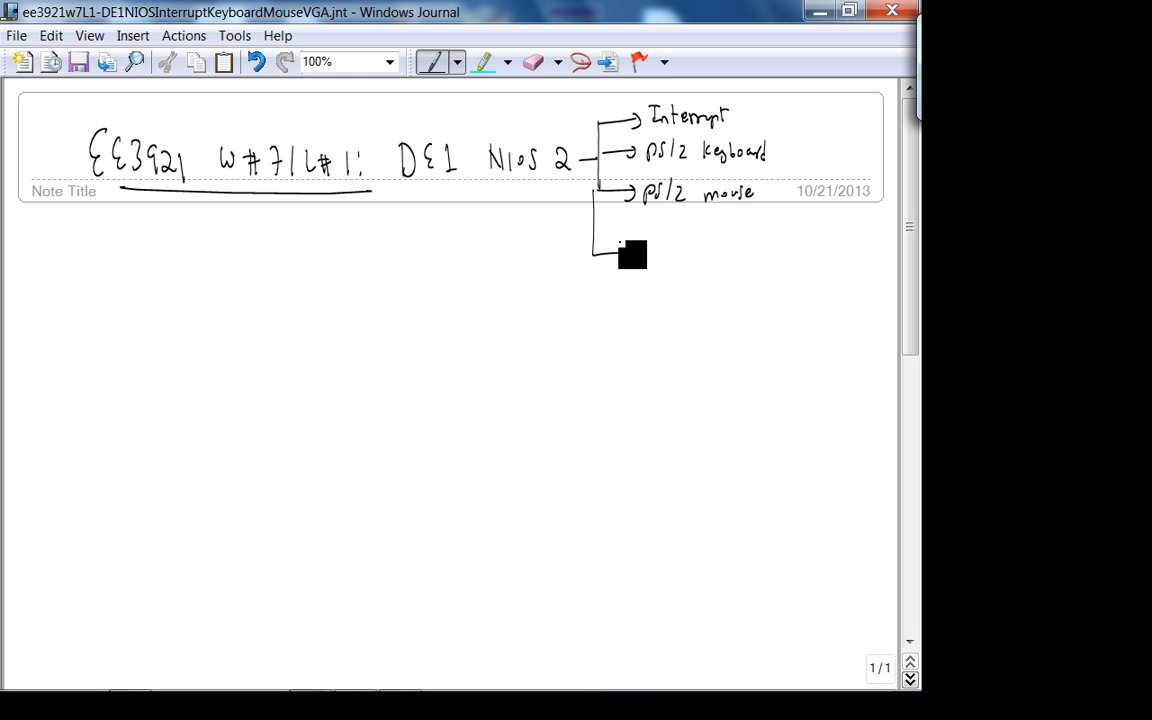 ee3921w7L1-DE1NIOSInterruptKeyboardMouseVGA.jnt - Windows Journal
File Edit View Insert Actions Tools Help
100%
Interrupt
EE3921 W#7/L#1: DE1 NIOS 2
PS/2 keyboard
PS/2 mouse
Note Title 10/21/2013
1/1